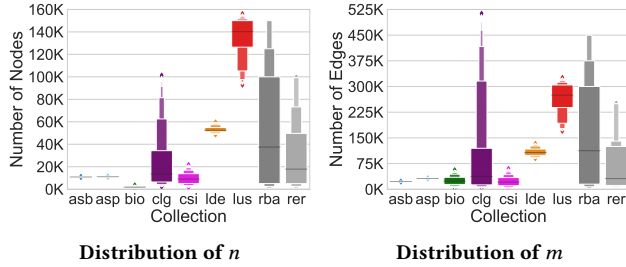 160K
140K
120K
100K
80K
60K
40K
20K
0K
Number of Nodes
asb asp bio clg csi lde lus rba rer
Collection
Distribution of n
525K
450K
375K
300K
225K
150K
75K
0K
Number of Edges
asb asp bio clg csi lde lus rba rer
Collection
Distribution of m